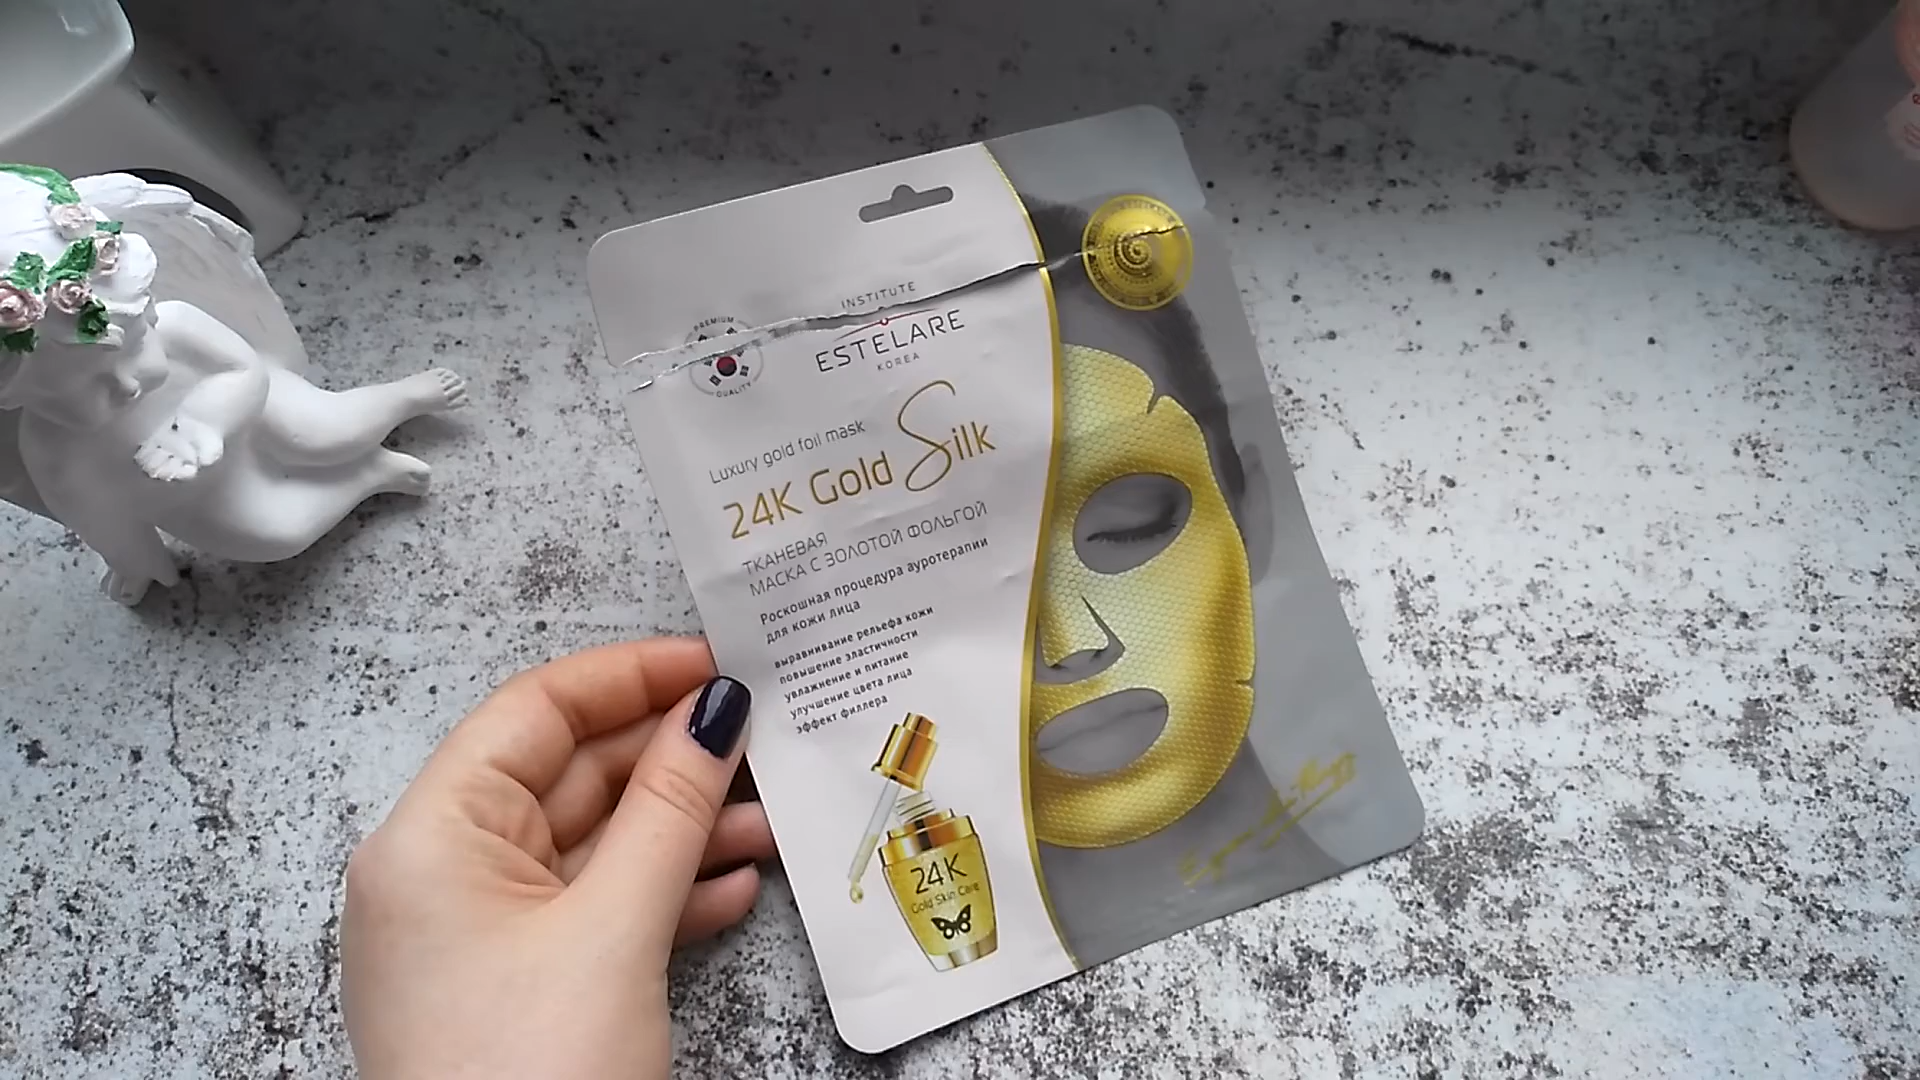 INSTITUTE
ESTELARE
KOREA
PREMIUM
QUALITY
Luxury gold foil mask
24K Gold Silk
ТКАНЕВАЯ
МАСКА С ЗОЛОТОЙ ФОЛЬГОЙ
Роскошная процедура ауротерапии
для кожи лица
выравнивание рельефа кожи
повышение эластичности
увлажнение и питание
улучшение цвета лица
эффект филлера
24K
Gold Skin Care